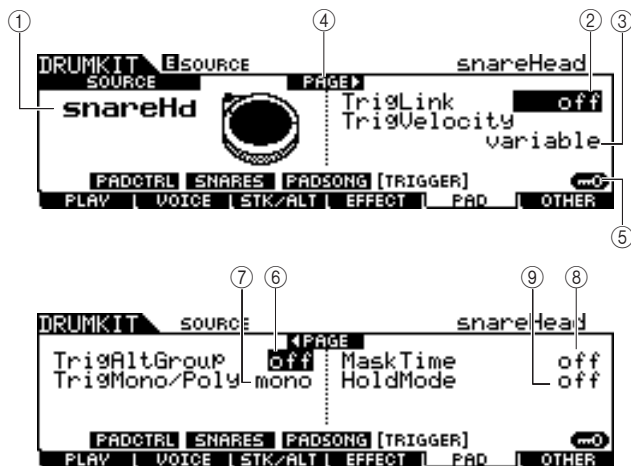 ① ④ ② ③
DRUMKIT E SOURCE snareHead
SOURCE PAGE▶
snareHd TrigLink off
TrigVelocity
variable
PADCTRL SNARES PADSONG [TRIGGER]
PLAY VOICE STK/ALT EFFECT PAD OTHER
⑤
⑦ ⑥ ⑨ ⑧
DRUMKIT SOURCE snareHead
◀PAGE
TrigAltGroup off MaskTime off
TrigMono/Poly mono HoldMode off
PADCTRL SNARES PADSONG [TRIGGER]
PLAY VOICE STK/ALT EFFECT PAD OTHER